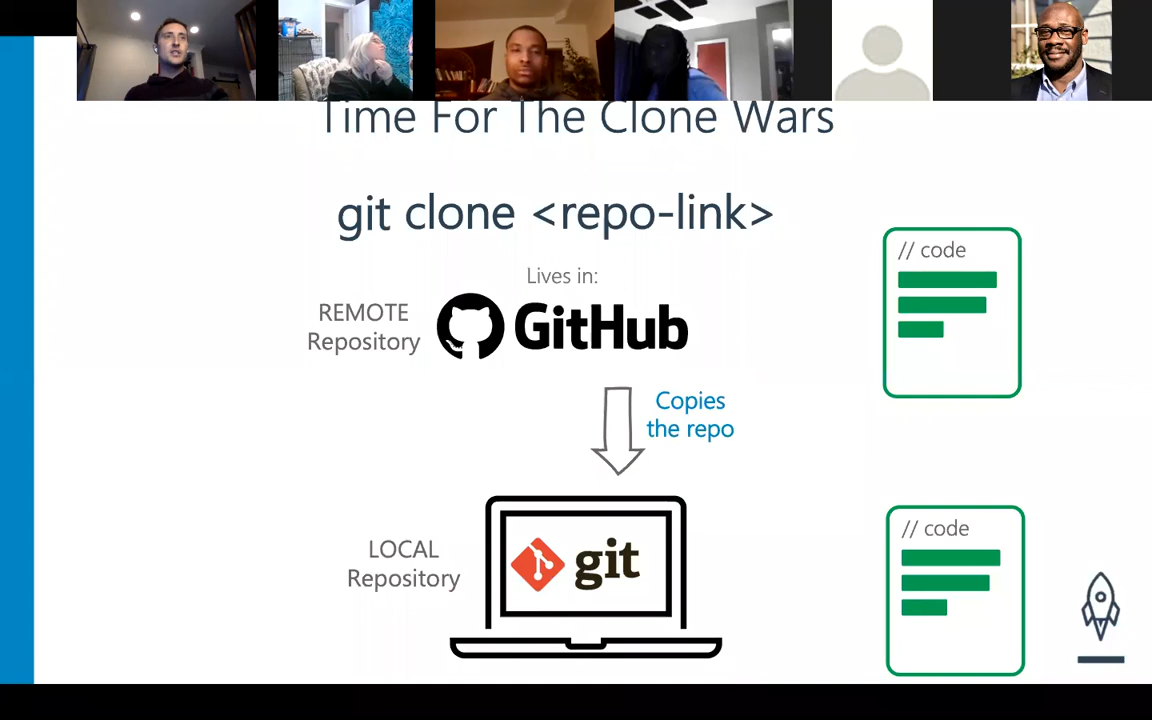 Time For The Clone Wars
git clone <repo-link>
Lives in:
REMOTE
Repository
GitHub
Copies
the repo
LOCAL
Repository
git
// code
// code